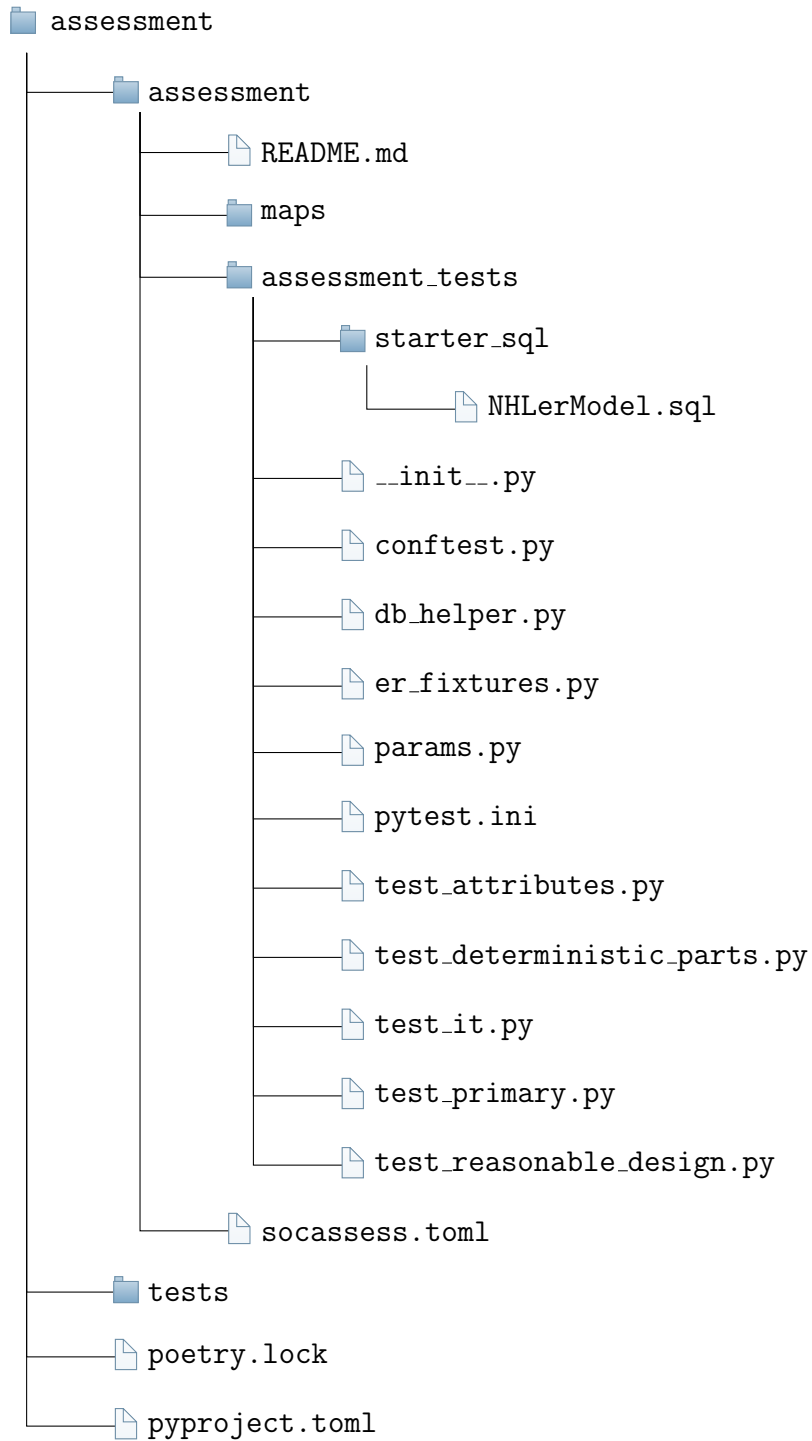 assessment
assessment
README.md
maps
assessment_tests
starter_sql
NHLerModel.sql
__init__.py
conftest.py
db_helper.py
er_fixtures.py
params.py
pytest.ini
test_attributes.py
test_deterministic_parts.py
test_it.py
test_primary.py
test_reasonable_design.py
socassess.toml
tests
poetry.lock
pyproject.toml